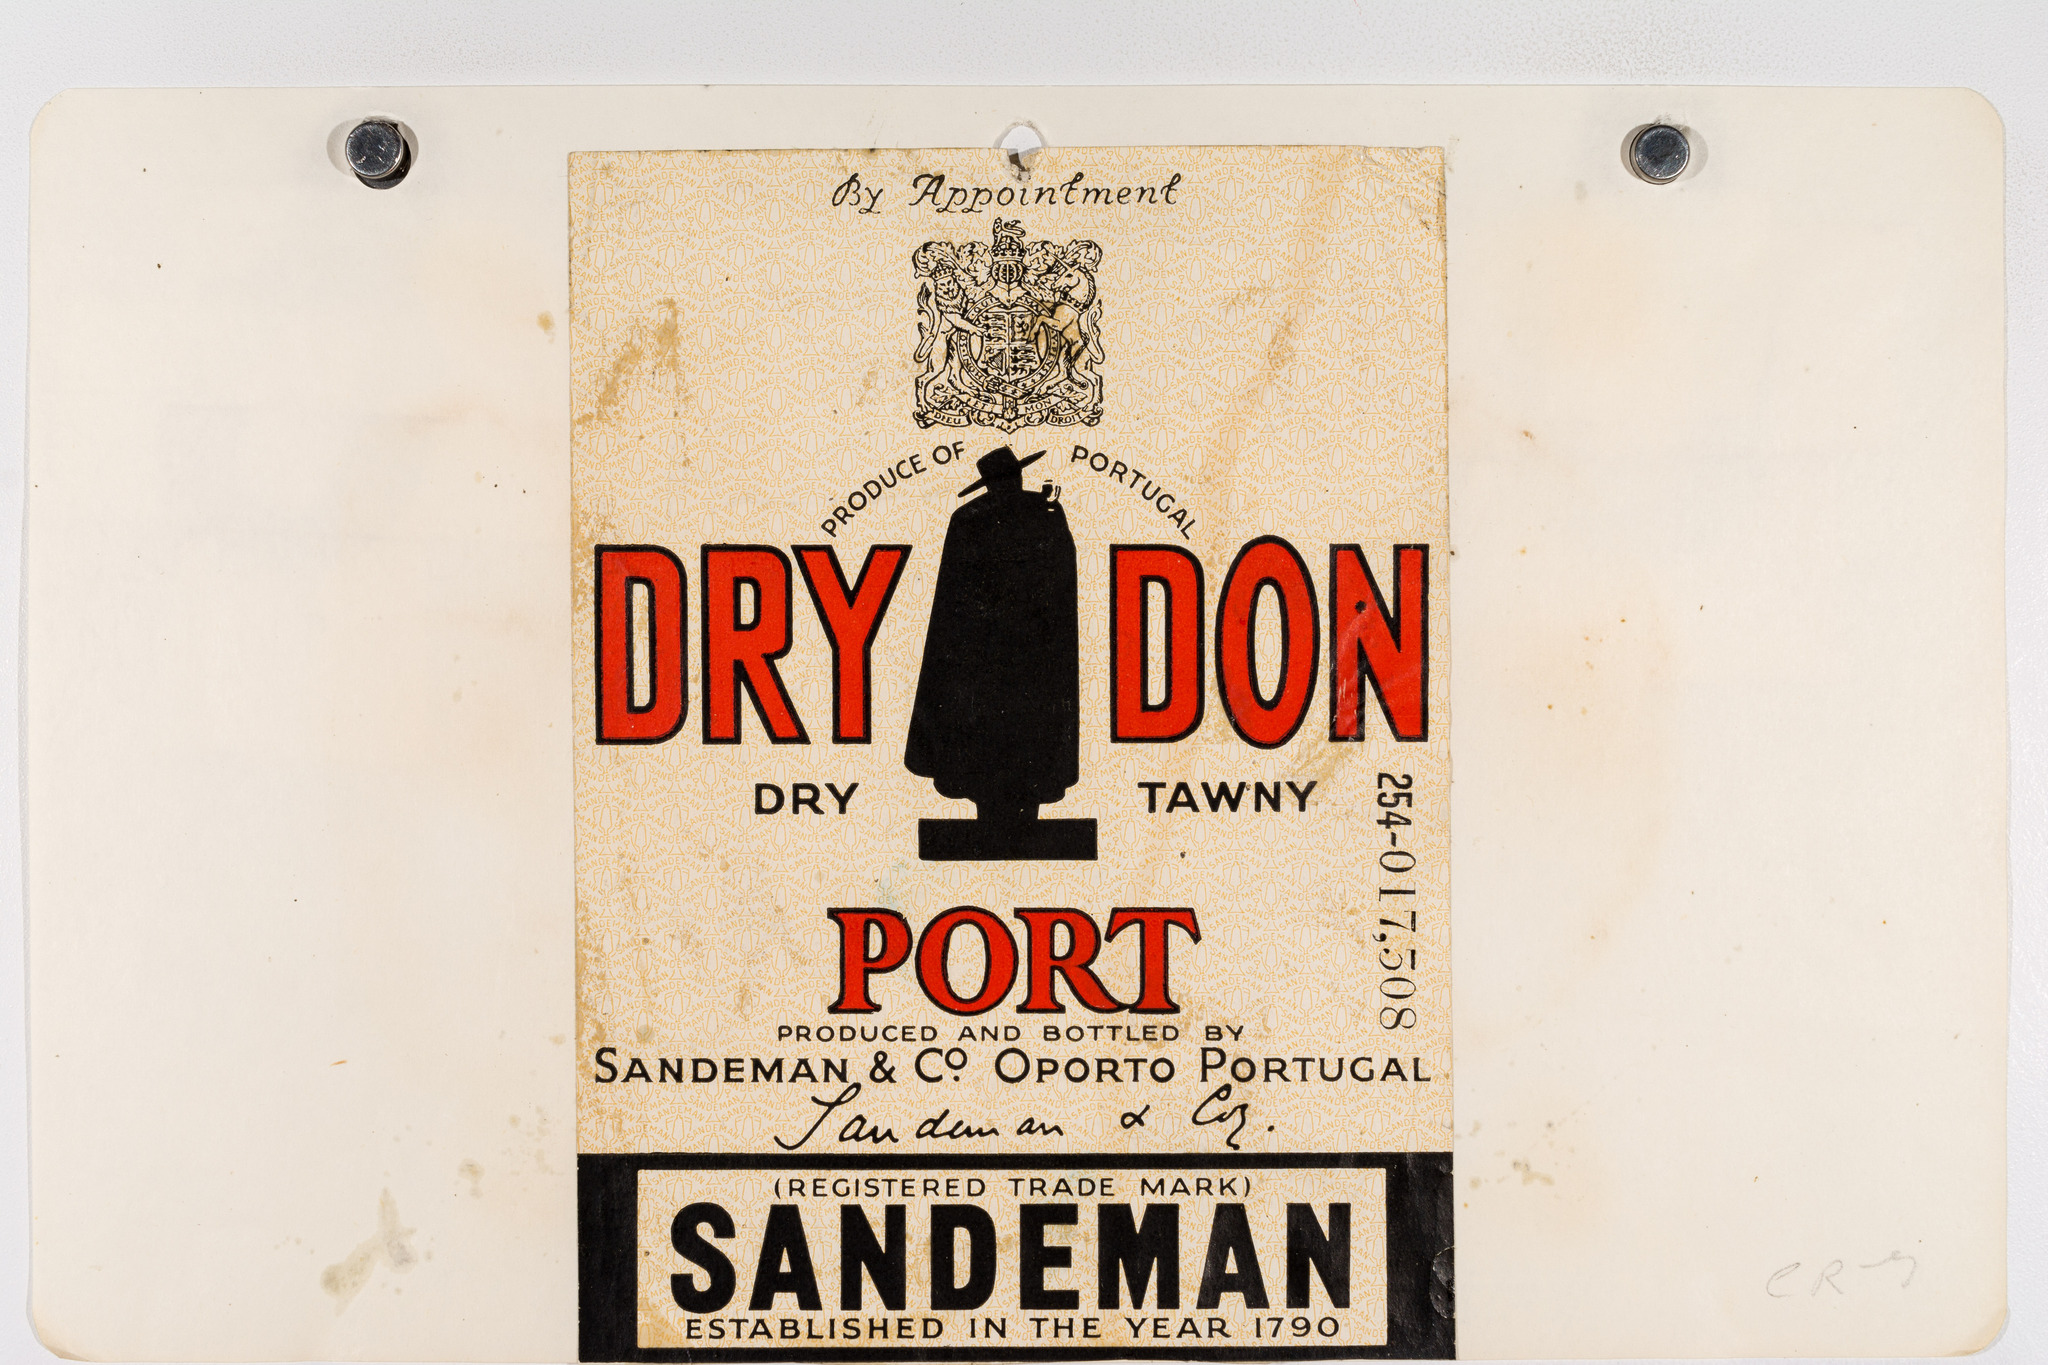 By Appointment
DIEU ET MON DROIT
PRODUCE OF PORTUGAL
DRY DON
DRY TAWNY
254-017,508
PORT
PRODUCED AND BOTTLED BY
SANDEMAN & Cº OPORTO PORTUGAL
Sandeman & Coy.
(REGISTERED TRADE MARK)
SANDEMAN
ESTABLISHED IN THE YEAR 1790